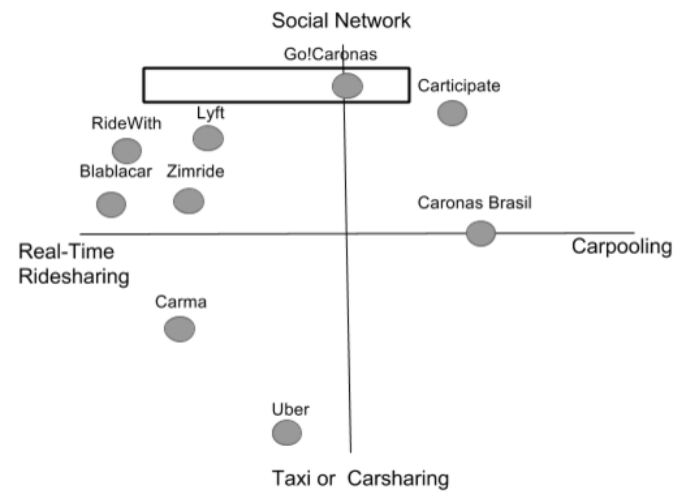 Social Network
Go!Caronas
Carticipate
Lyft
RideWith
Blablacar
Zimride
Caronas Brasil
Real-Time
Ridesharing
Carpooling
Carma
Uber
Taxi or Carsharing